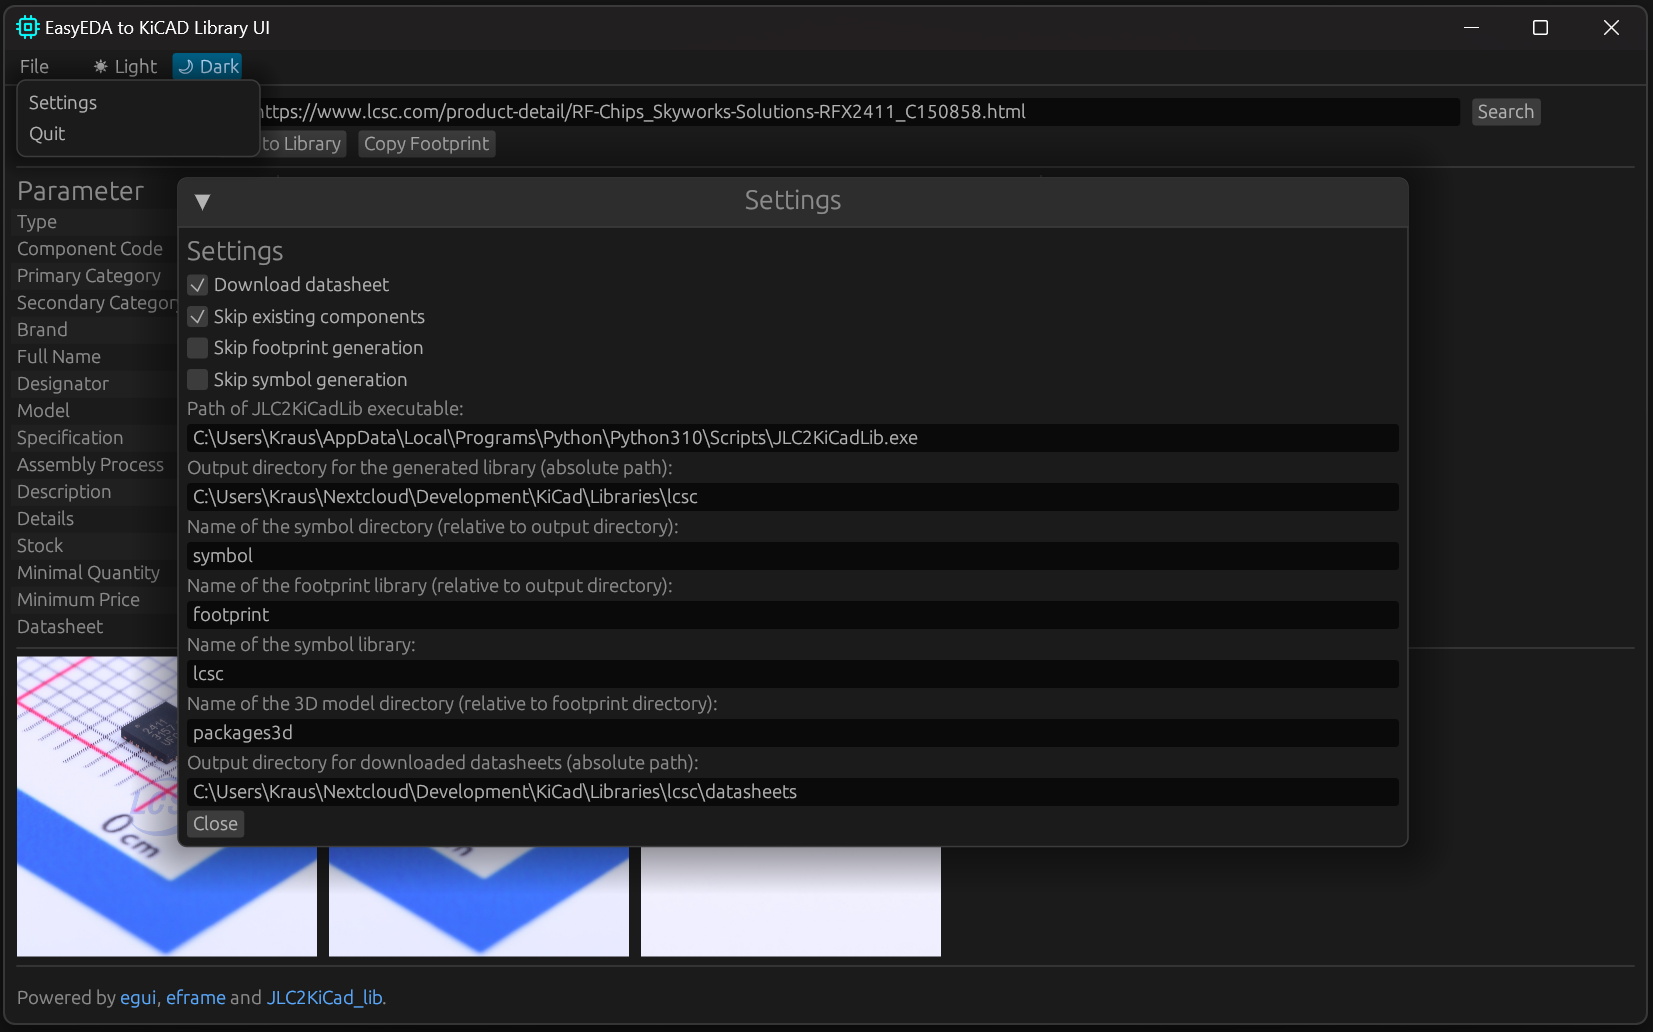 EasyEDA to KiCAD Library UI
File Light Dark
Settings
Quit
ttps://www.lcsc.com/product-detail/RF-Chips_Skyworks-Solutions-RFX2411_C150858.html Search
to Library Copy Footprint
Parameter
Type
Component Code
Primary Category
Secondary Category
Brand
Full Name
Designator
Model
Specification
Assembly Process
Description
Details
Stock
Minimal Quantity
Minimum Price
Datasheet
Settings
Settings
Download datasheet
Skip existing components
Skip footprint generation
Skip symbol generation
Path of JLC2KiCadLib executable:
C:\Users\Kraus\AppData\Local\Programs\Python\Python310\Scripts\JLC2KiCadLib.exe
Output directory for the generated library (absolute path):
C:\Users\Kraus\Nextcloud\Development\KiCad\Libraries\lcsc
Name of the symbol directory (relative to output directory):
symbol
Name of the footprint library (relative to output directory):
footprint
Name of the symbol library:
lcsc
Name of the 3D model directory (relative to footprint directory):
packages3d
Output directory for downloaded datasheets (absolute path):
C:\Users\Kraus\Nextcloud\Development\KiCad\Libraries\lcsc\datasheets
Close
2411
0cm
Powered by egui, eframe and JLC2KiCad_lib.